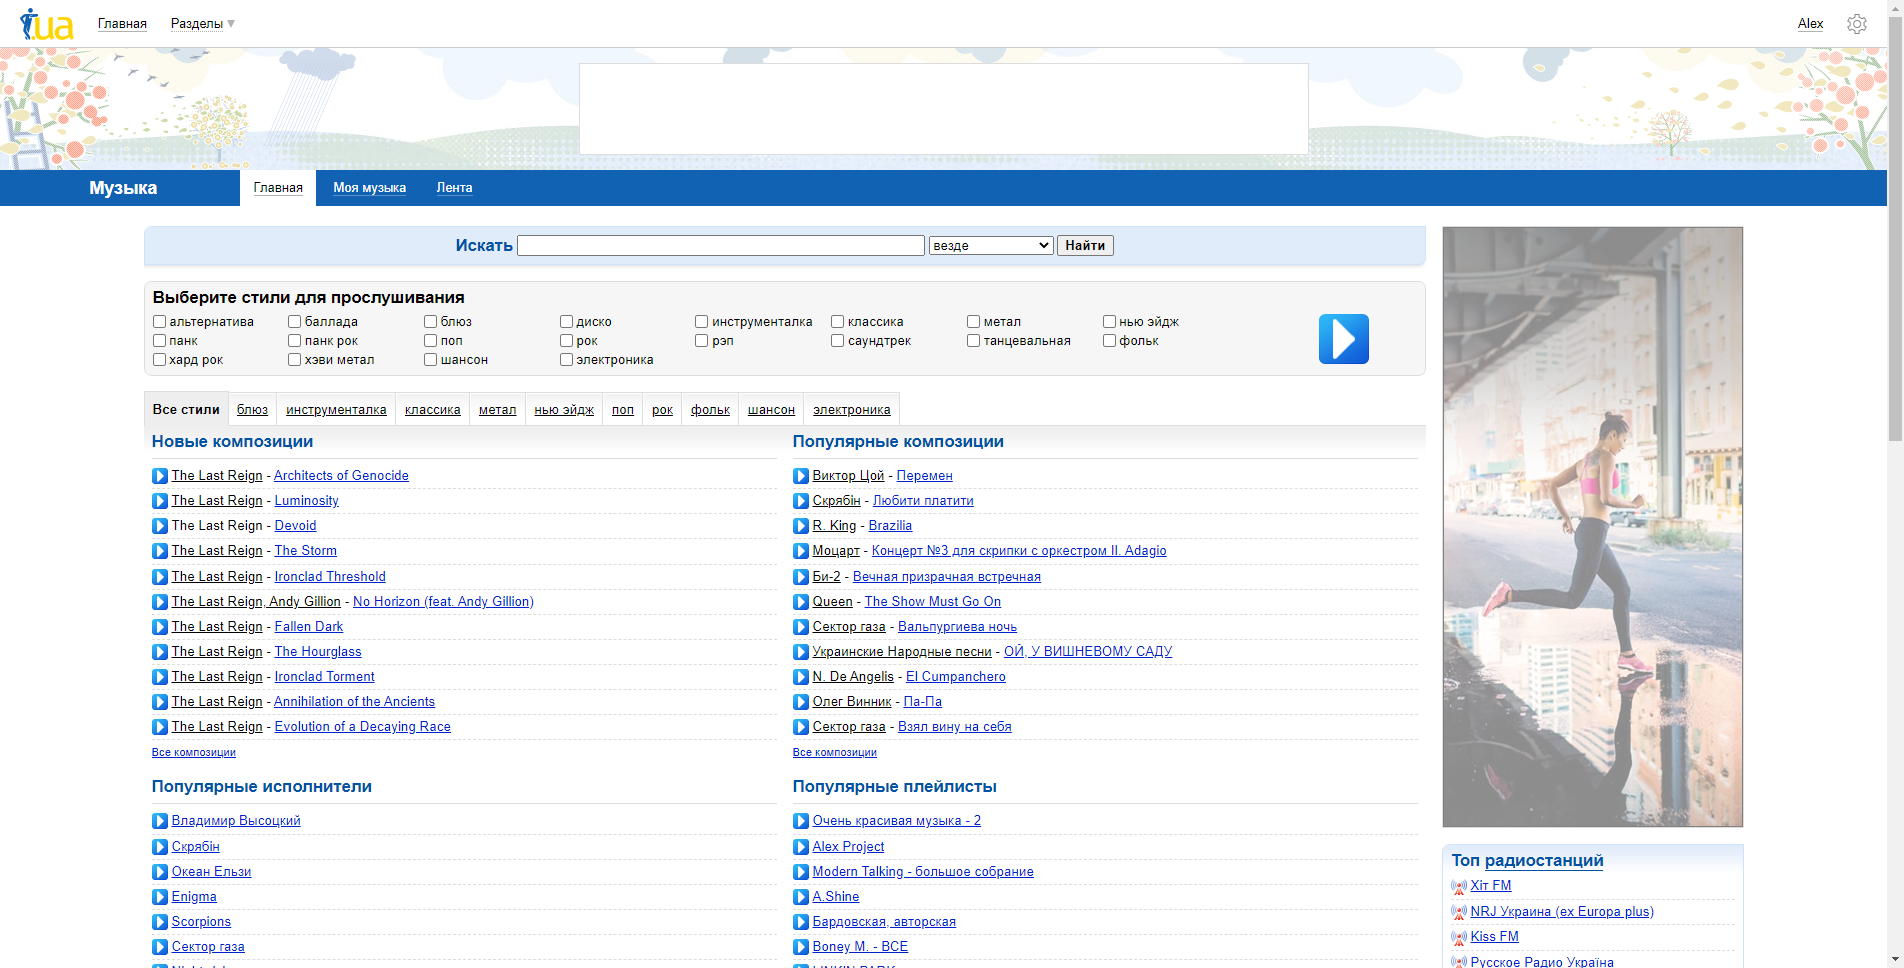 i.ua Главная Разделы ▼ Alex
Музыка Главная Моя музыка Лента
Искать везде Найти
Выберите стили для прослушивания
альтернатива баллада блюз диско инструменталка классика метал нью эйдж
панк панк рок поп рок рэп саундтрек танцевальная фольк
хард рок хэви метал шансон электроника
Все стили блюз инструменталка классика метал нью эйдж поп рок фольк шансон электроника
Новые композиции
The Last Reign - Architects of Genocide
The Last Reign - Luminosity
The Last Reign - Devoid
The Last Reign - The Storm
The Last Reign - Ironclad Threshold
The Last Reign, Andy Gillion - No Horizon (feat. Andy Gillion)
The Last Reign - Fallen Dark
The Last Reign - The Hourglass
The Last Reign - Ironclad Torment
The Last Reign - Annihilation of the Ancients
The Last Reign - Evolution of a Decaying Race
Все композиции
Популярные композиции
Виктор Цой - Перемен
Скрябін - Любити платити
R. King - Brazilia
Моцарт - Концерт №3 для скрипки с оркестром II. Adagio
Би-2 - Вечная призрачная встречная
Queen - The Show Must Go On
Сектор газа - Вальпургиева ночь
Украинские Народные песни - ОЙ, У ВИШНЕВОМУ САДУ
N. De Angelis - El Cumpanchero
Олег Винник - Па-Па
Сектор газа - Взял вину на себя
Все композиции
Популярные исполнители
Владимир Высоцкий
Скрябін
Океан Ельзи
Enigma
Scorpions
Сектор газа
Популярные плейлисты
Очень красивая музыка - 2
Alex Project
Modern Talking - большое собрание
A.Shine
Бардовская, авторская
Boney M. - ВСЕ
Топ радиостанций
Хіт FM
NRJ Украина (ex Europa plus)
Kiss FM
Русское Радио Україна